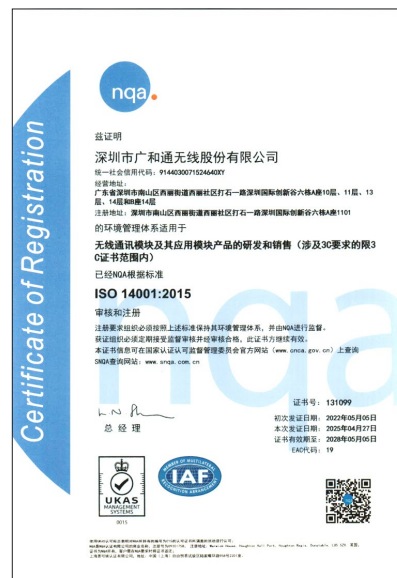 nqa.
Certificate of Registration
兹证明
深圳市广和通无线股份有限公司
统一社会信用代码：9144030071524640XY
经营地址：
广东省深圳市南山区西丽街道西丽社区打石一路深圳国际创新谷六栋A座10层、11层、13
层、14层和B座14层
注册地址：深圳市南山区西丽街道西丽社区打石一路深圳国际创新谷六栋A座1101
的环境管理体系适用于
无线通讯模块及其应用模块产品的研发和销售（涉及3C要求的限3
C证书范围内）
已经NQA根据标准
ISO 14001:2015
审核和注册
注册要求组织必须按照上述标准保持其环境管理体系，并由NQA进行监督。
获证组织必须定期接受监督审核并经审核合格，此证书方继续有效。
本证书信息可在国家认证认可监督管理委员会官方网站（www.cnca.gov.cn）上查询
SNQA查询网站：www.snqa.com.cn
nqa
证书号：131099
初次发证日期：2022年05月05日
本次发证日期：2025年04月27日
证书有效期至：2028年05月05日
EAC代码：19
总 经 理
UKAS
MANAGEMENT
SYSTEMS
0015
MEMBER OF MULTILATERAL
IAF
RECOGNITION ARRANGEMENT